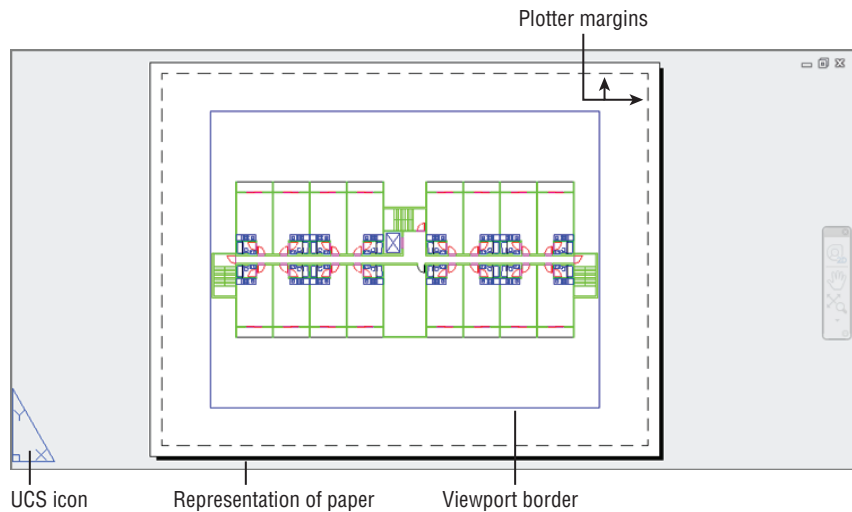 Plotter margins
Y
X
UCS icon
Representation of paper
Viewport border